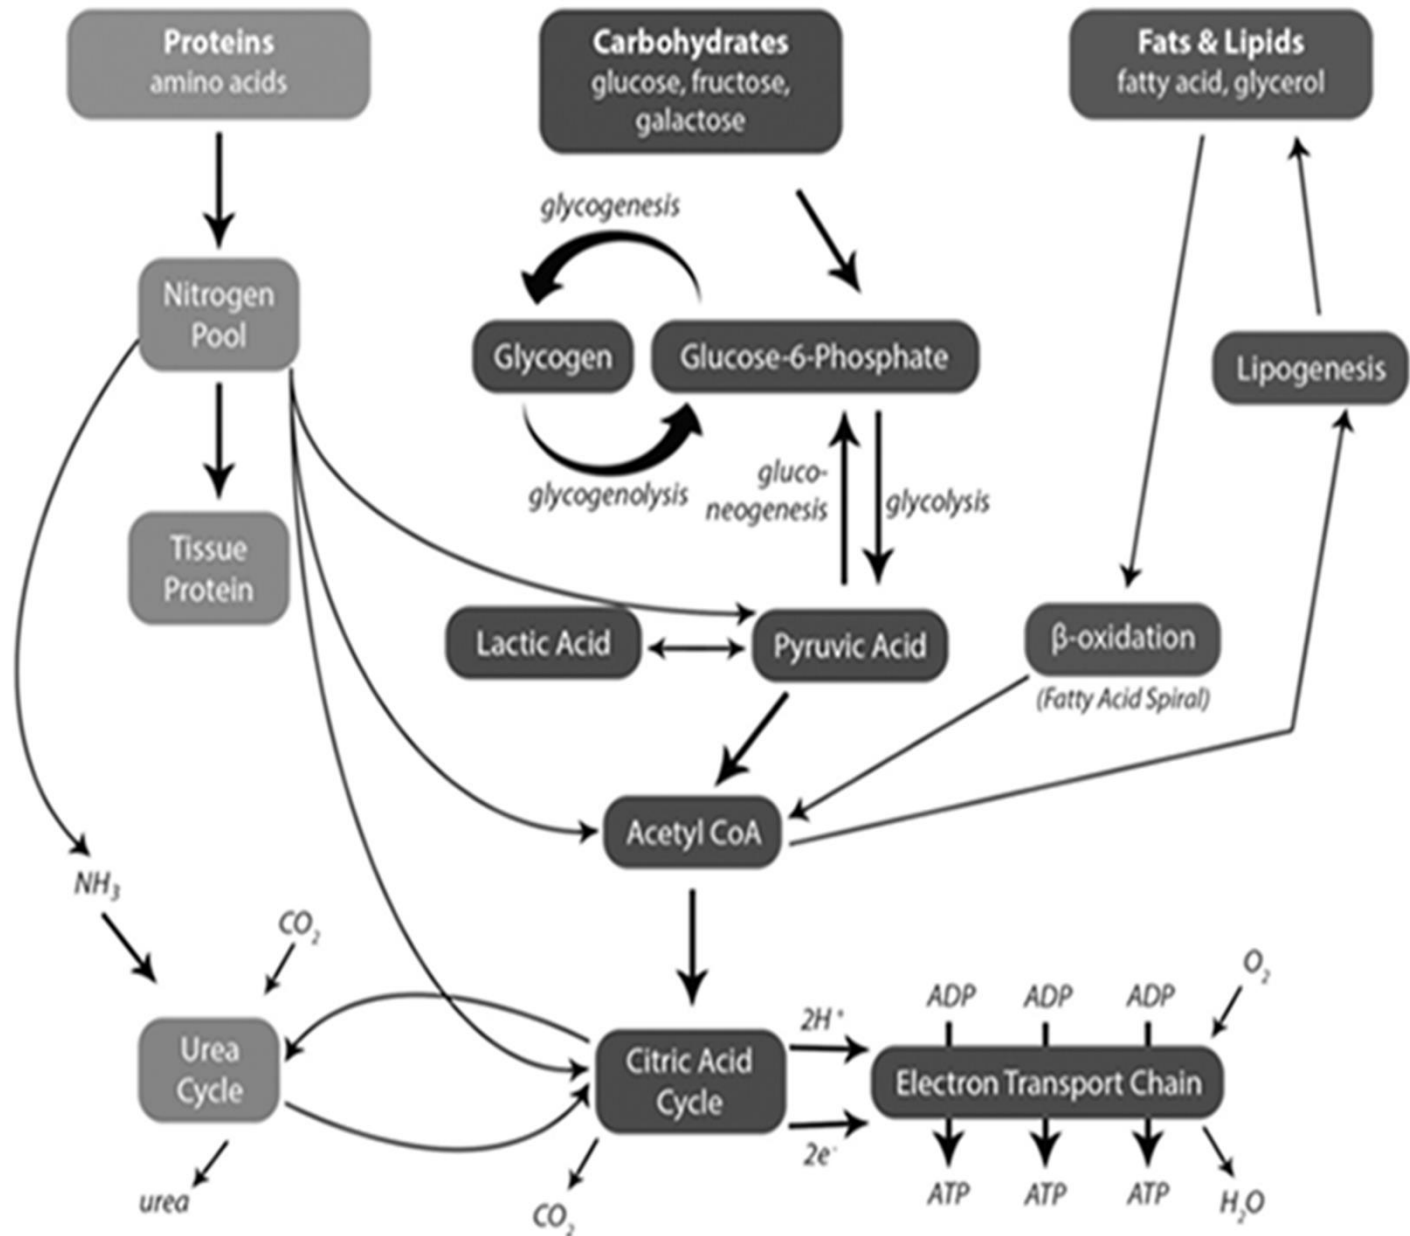 Proteins
amino acids
Carbohydrates
glucose, fructose,
galactose
Fats & Lipids
fatty acid, glycerol
glycogenesis
Nitrogen
Pool
Glycogen
Glucose-6-Phosphate
Lipogenesis
gluco-
neogenesis
glycolysis
glycogenolysis
Tissue
Protein
Lactic Acid
Pyruvic Acid
β-oxidation
(Fatty Acid Spiral)
Acetyl CoA
NH₃
CO₂
O₂
ADP ADP ADP
2H⁺
Urea
Cycle
Citric Acid
Cycle
Electron Transport Chain
2e⁻
urea
CO₂
ATP ATP ATP
H₂O